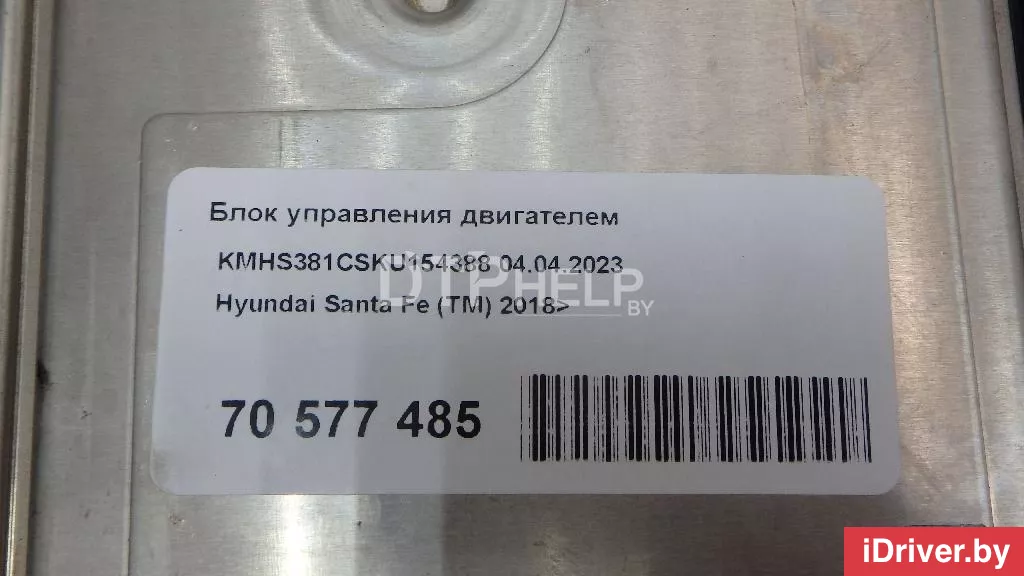 Блок управления двигателем
KMHS381CSKU154388 04.04.2023
DTPHELP
.BY
Hyundai Santa Fe (TM) 2018>
70 577 485
iDriver.by